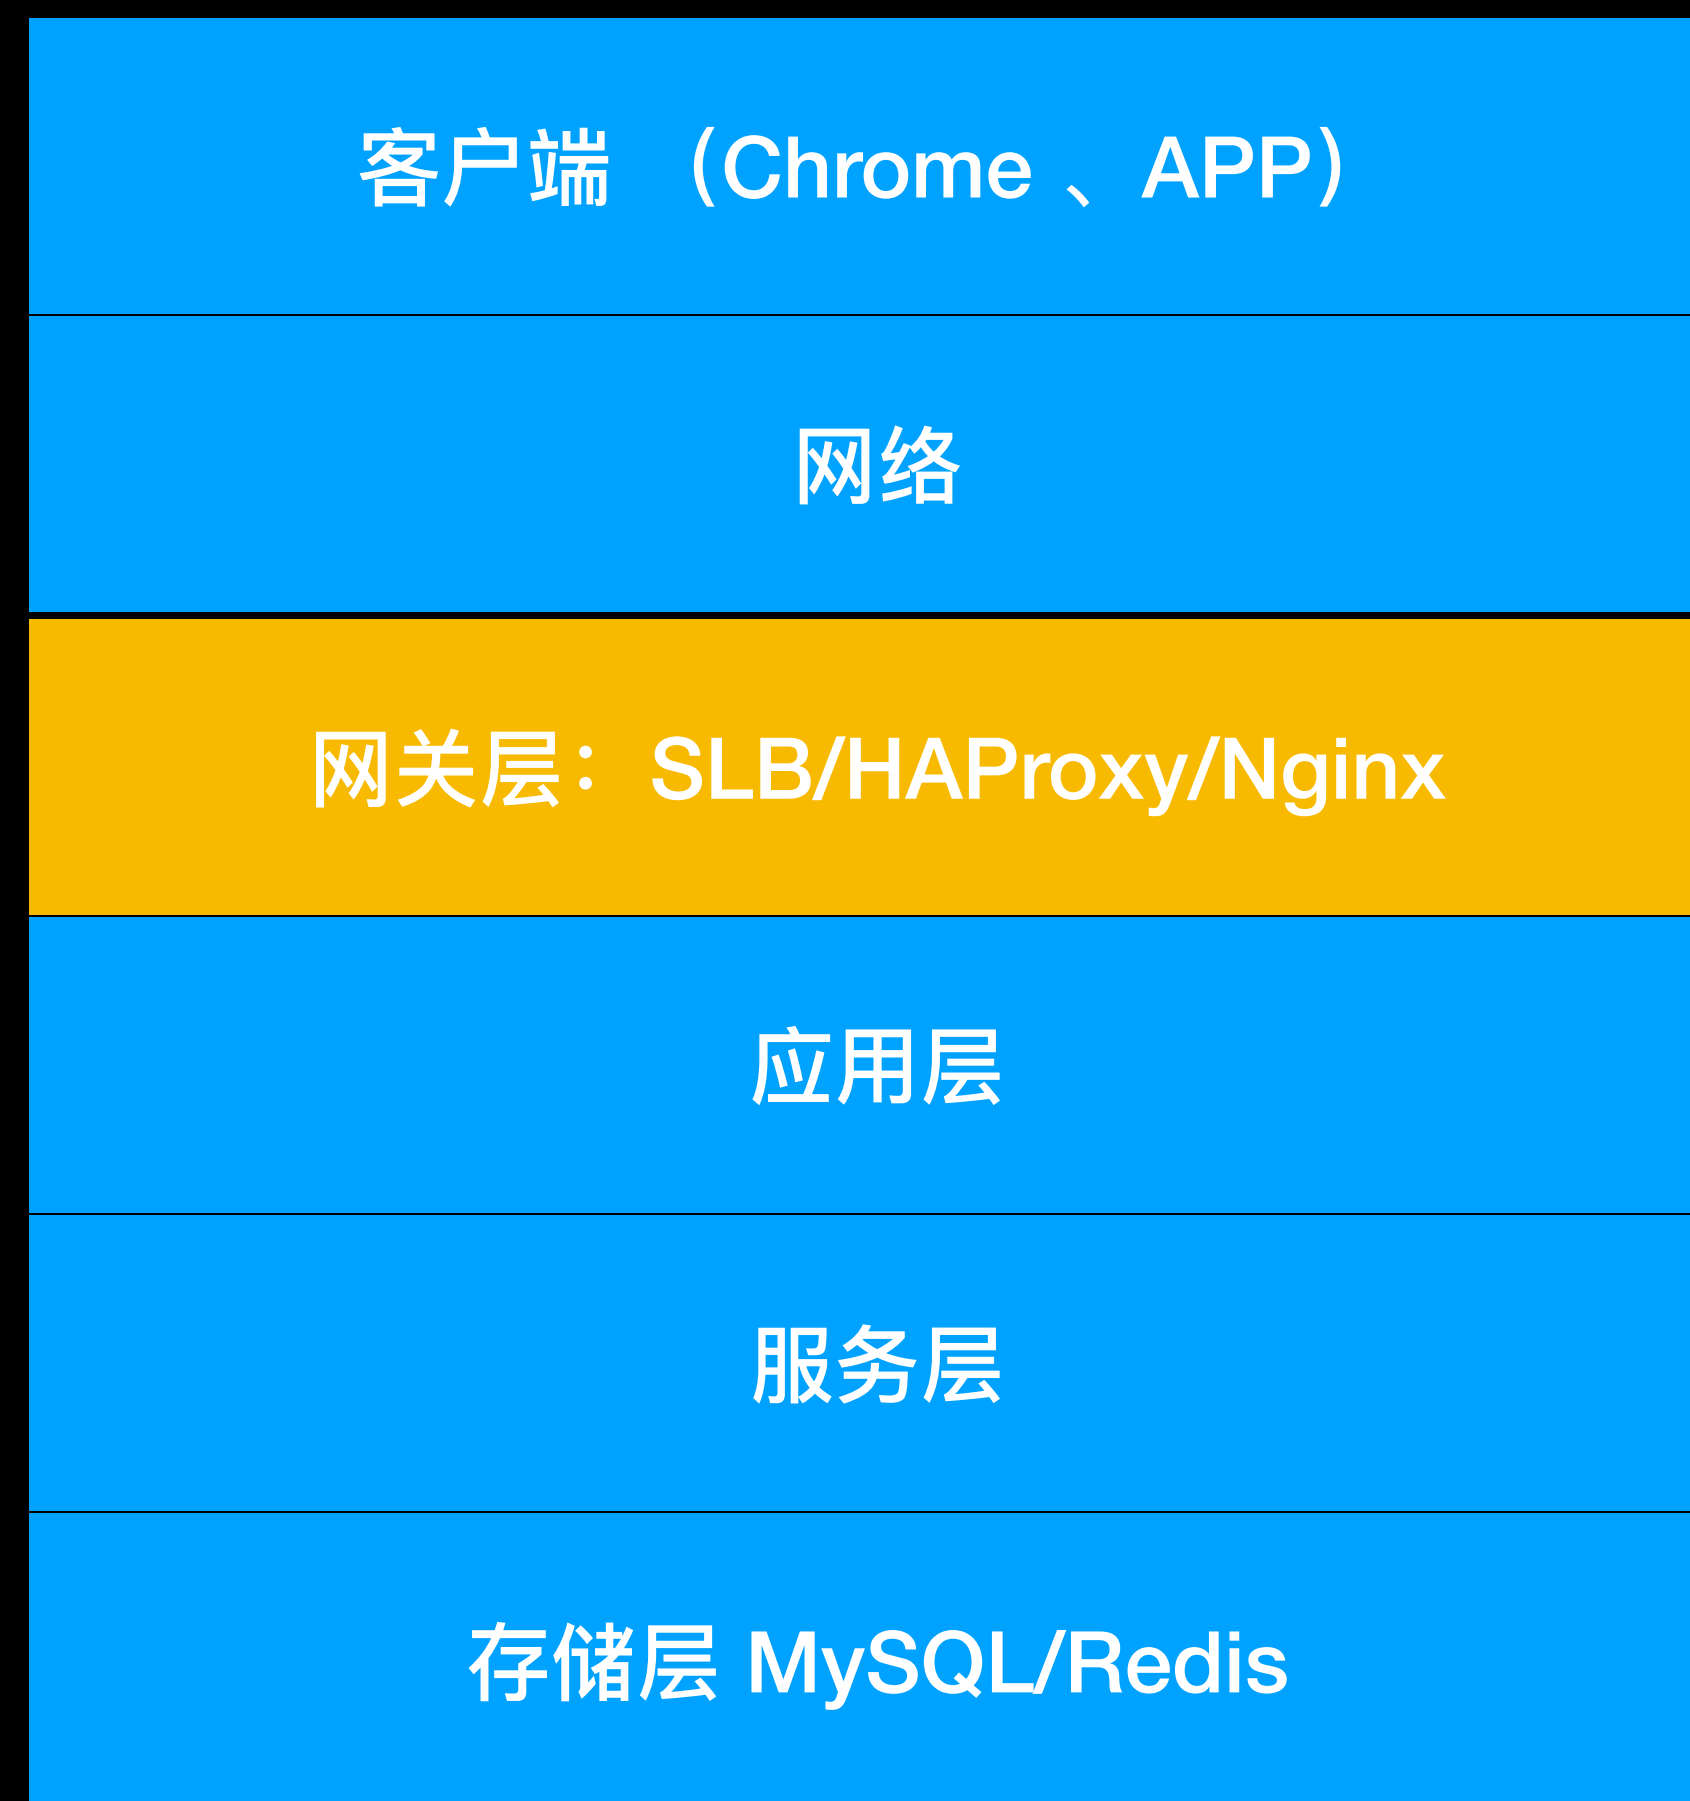 客户端 （Chrome 、 APP）
网络
网关层：SLB/HAProxy/Nginx
应用层
服务层
存储层 MySQL/Redis